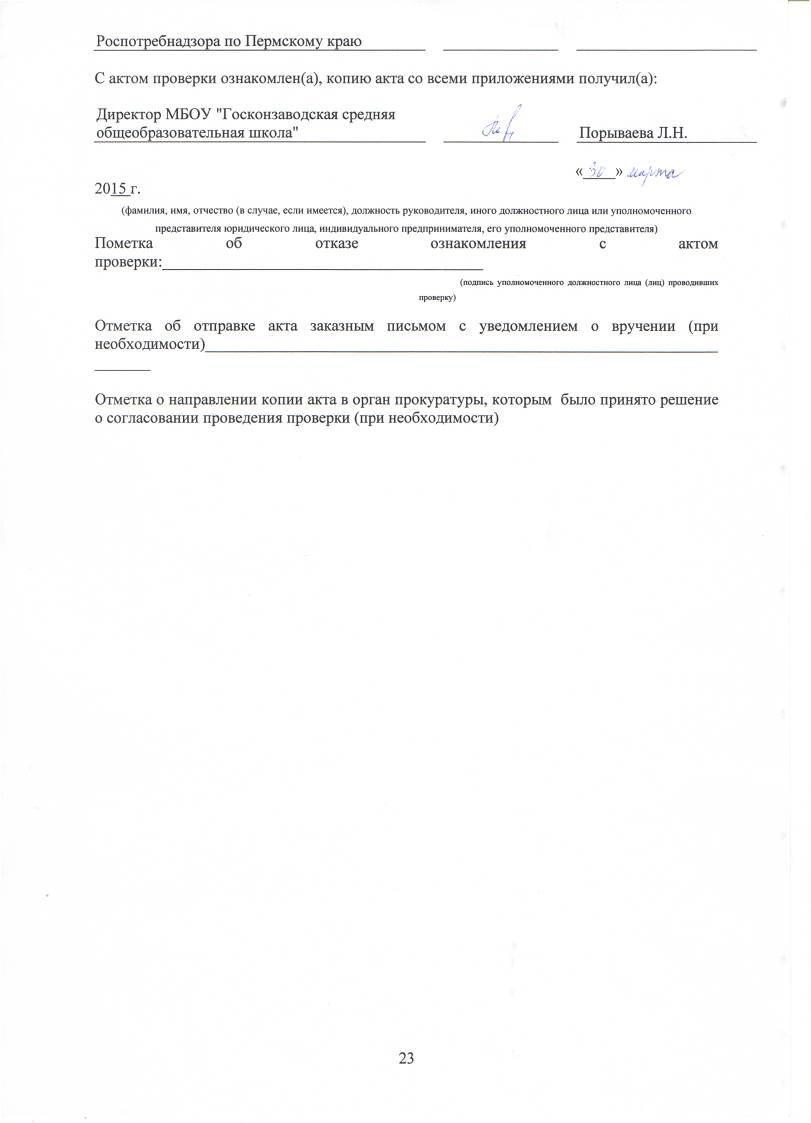 Роспотребнадзора по Пермскому краю
С актом проверки ознакомлен(а), копию акта со всеми приложениями получил(а):
Директор МБОУ "Госконзаводская средняя
общеобразовательная школа" Порываева Л.Н.
«30» марта
2015 г.
(фамилия, имя, отчество (в случае, если имеется), должность руководителя, иного должностного лица или уполномоченного
представителя юридического лица, индивидуального предпринимателя, его уполномоченного представителя)
Пометка об отказе ознакомления с актом
проверки:________________________________________
(подпись уполномоченного должностного лица (лиц) проводивших
проверку)
Отметка об отправке акта заказным письмом с уведомлением о вручении (при
необходимости)________________________________________________________________
_______
Отметка о направлении копии акта в орган прокуратуры, которым было принято решение
о согласовании проведения проверки (при необходимости)
23